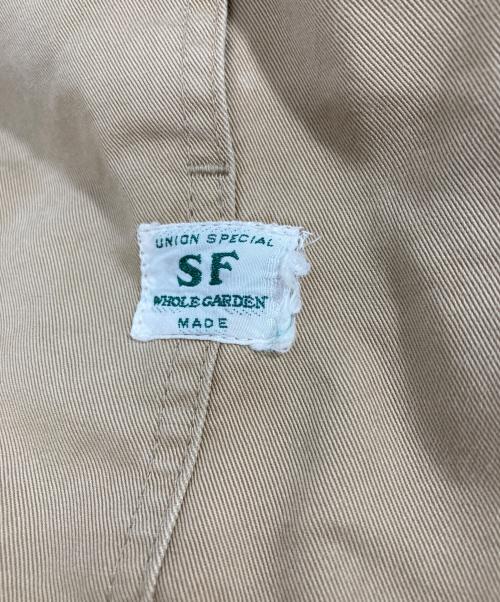 UNION SPECIAL
SF
WHOLE GARDEN
MADE